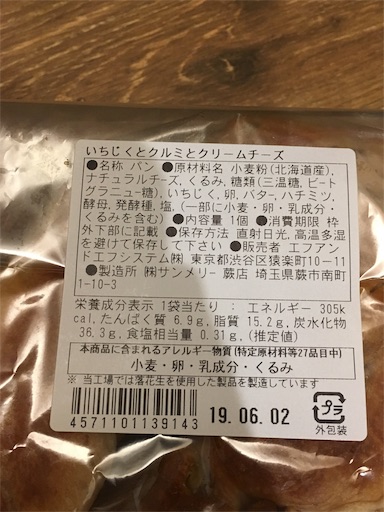 いちじくとクルミとクリームチーズ
●名称 パン ●原材料名 小麦粉(北海道産),
ナチュラルチーズ, くるみ, 糖類(三温糖, ビート
グラニュー糖), いちじく, 卵, バター, ハチミツ,
酵母, 発酵種, 塩, (一部に小麦・卵・乳成分・
くるみを含む) ●内容量 1個 ●消費期限 枠
外下部に記載 ●保存方法 直射日光, 高温多湿
を避けて保存して下さい ●販売者 エフアン
ドエフシステム㈱ 東京都渋谷区猿楽町10-11
●製造所 ㈱サンメリー 蕨店 埼玉県蕨市南町
1-10-3
栄養成分表示 1袋当たり : エネルギー 305k
cal, たんぱく質 6.9g, 脂質 15.2g, 炭水化物
36.3g, 食塩相当量 0.31g, (推定値)
本商品に含まれるアレルギー物質(特定原材料等27品目中)
小麦・卵・乳成分・くるみ
※ 当工場では落花生を使用した製品を製造しています
4571101139143
19.06.02
プラ
外包装